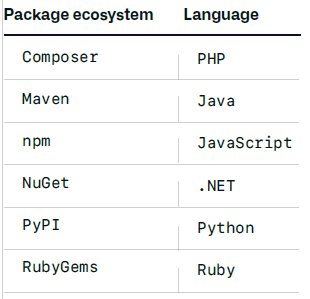 Package ecosystem Language
Composer PHP
Maven Java
npm JavaScript
NuGet .NET
PyPI Python
RubyGems Ruby